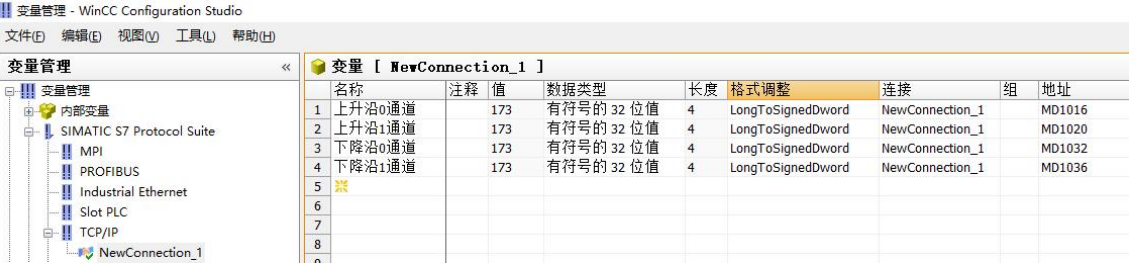 变量管理 - WinCC Configuration Studio
文件(F) 编辑(E) 视图(V) 工具(L) 帮助(H)
变量管理 «
变量管理
内部变量
SIMATIC S7 Protocol Suite
MPI
PROFIBUS
Industrial Ethernet
Slot PLC
TCP/IP
NewConnection_1
变量 [ NewConnection_1 ]
名称 注释 值 数据类型 长度 格式调整 连接 组 地址
1 上升沿0通道 173 有符号的 32 位值 4 LongToSignedDword NewConnection_1 MD1016
2 上升沿1通道 173 有符号的 32 位值 4 LongToSignedDword NewConnection_1 MD1020
3 下降沿0通道 173 有符号的 32 位值 4 LongToSignedDword NewConnection_1 MD1032
4 下降沿1通道 173 有符号的 32 位值 4 LongToSignedDword NewConnection_1 MD1036
5
6
7
8